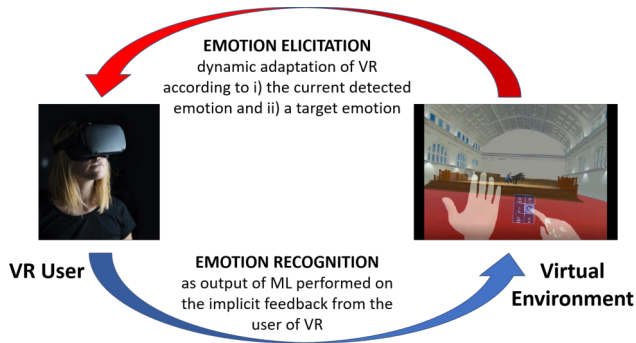 EMOTION ELICITATION
dynamic adaptation of VR
according to i) the current detected
emotion and ii) a target emotion
VR User
EMOTION RECOGNITION
as output of ML performed
on the implicit feedback from the
user of VR
Virtual
Environment